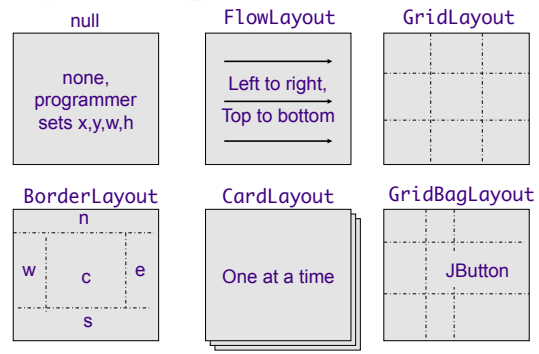 null
FlowLayout
GridLayout
none,
programmer
sets x,y,w,h
Left to right,
Top to bottom
BorderLayout
CardLayout
GridBagLayout
n
w
c
e
s
One at a time
JButton